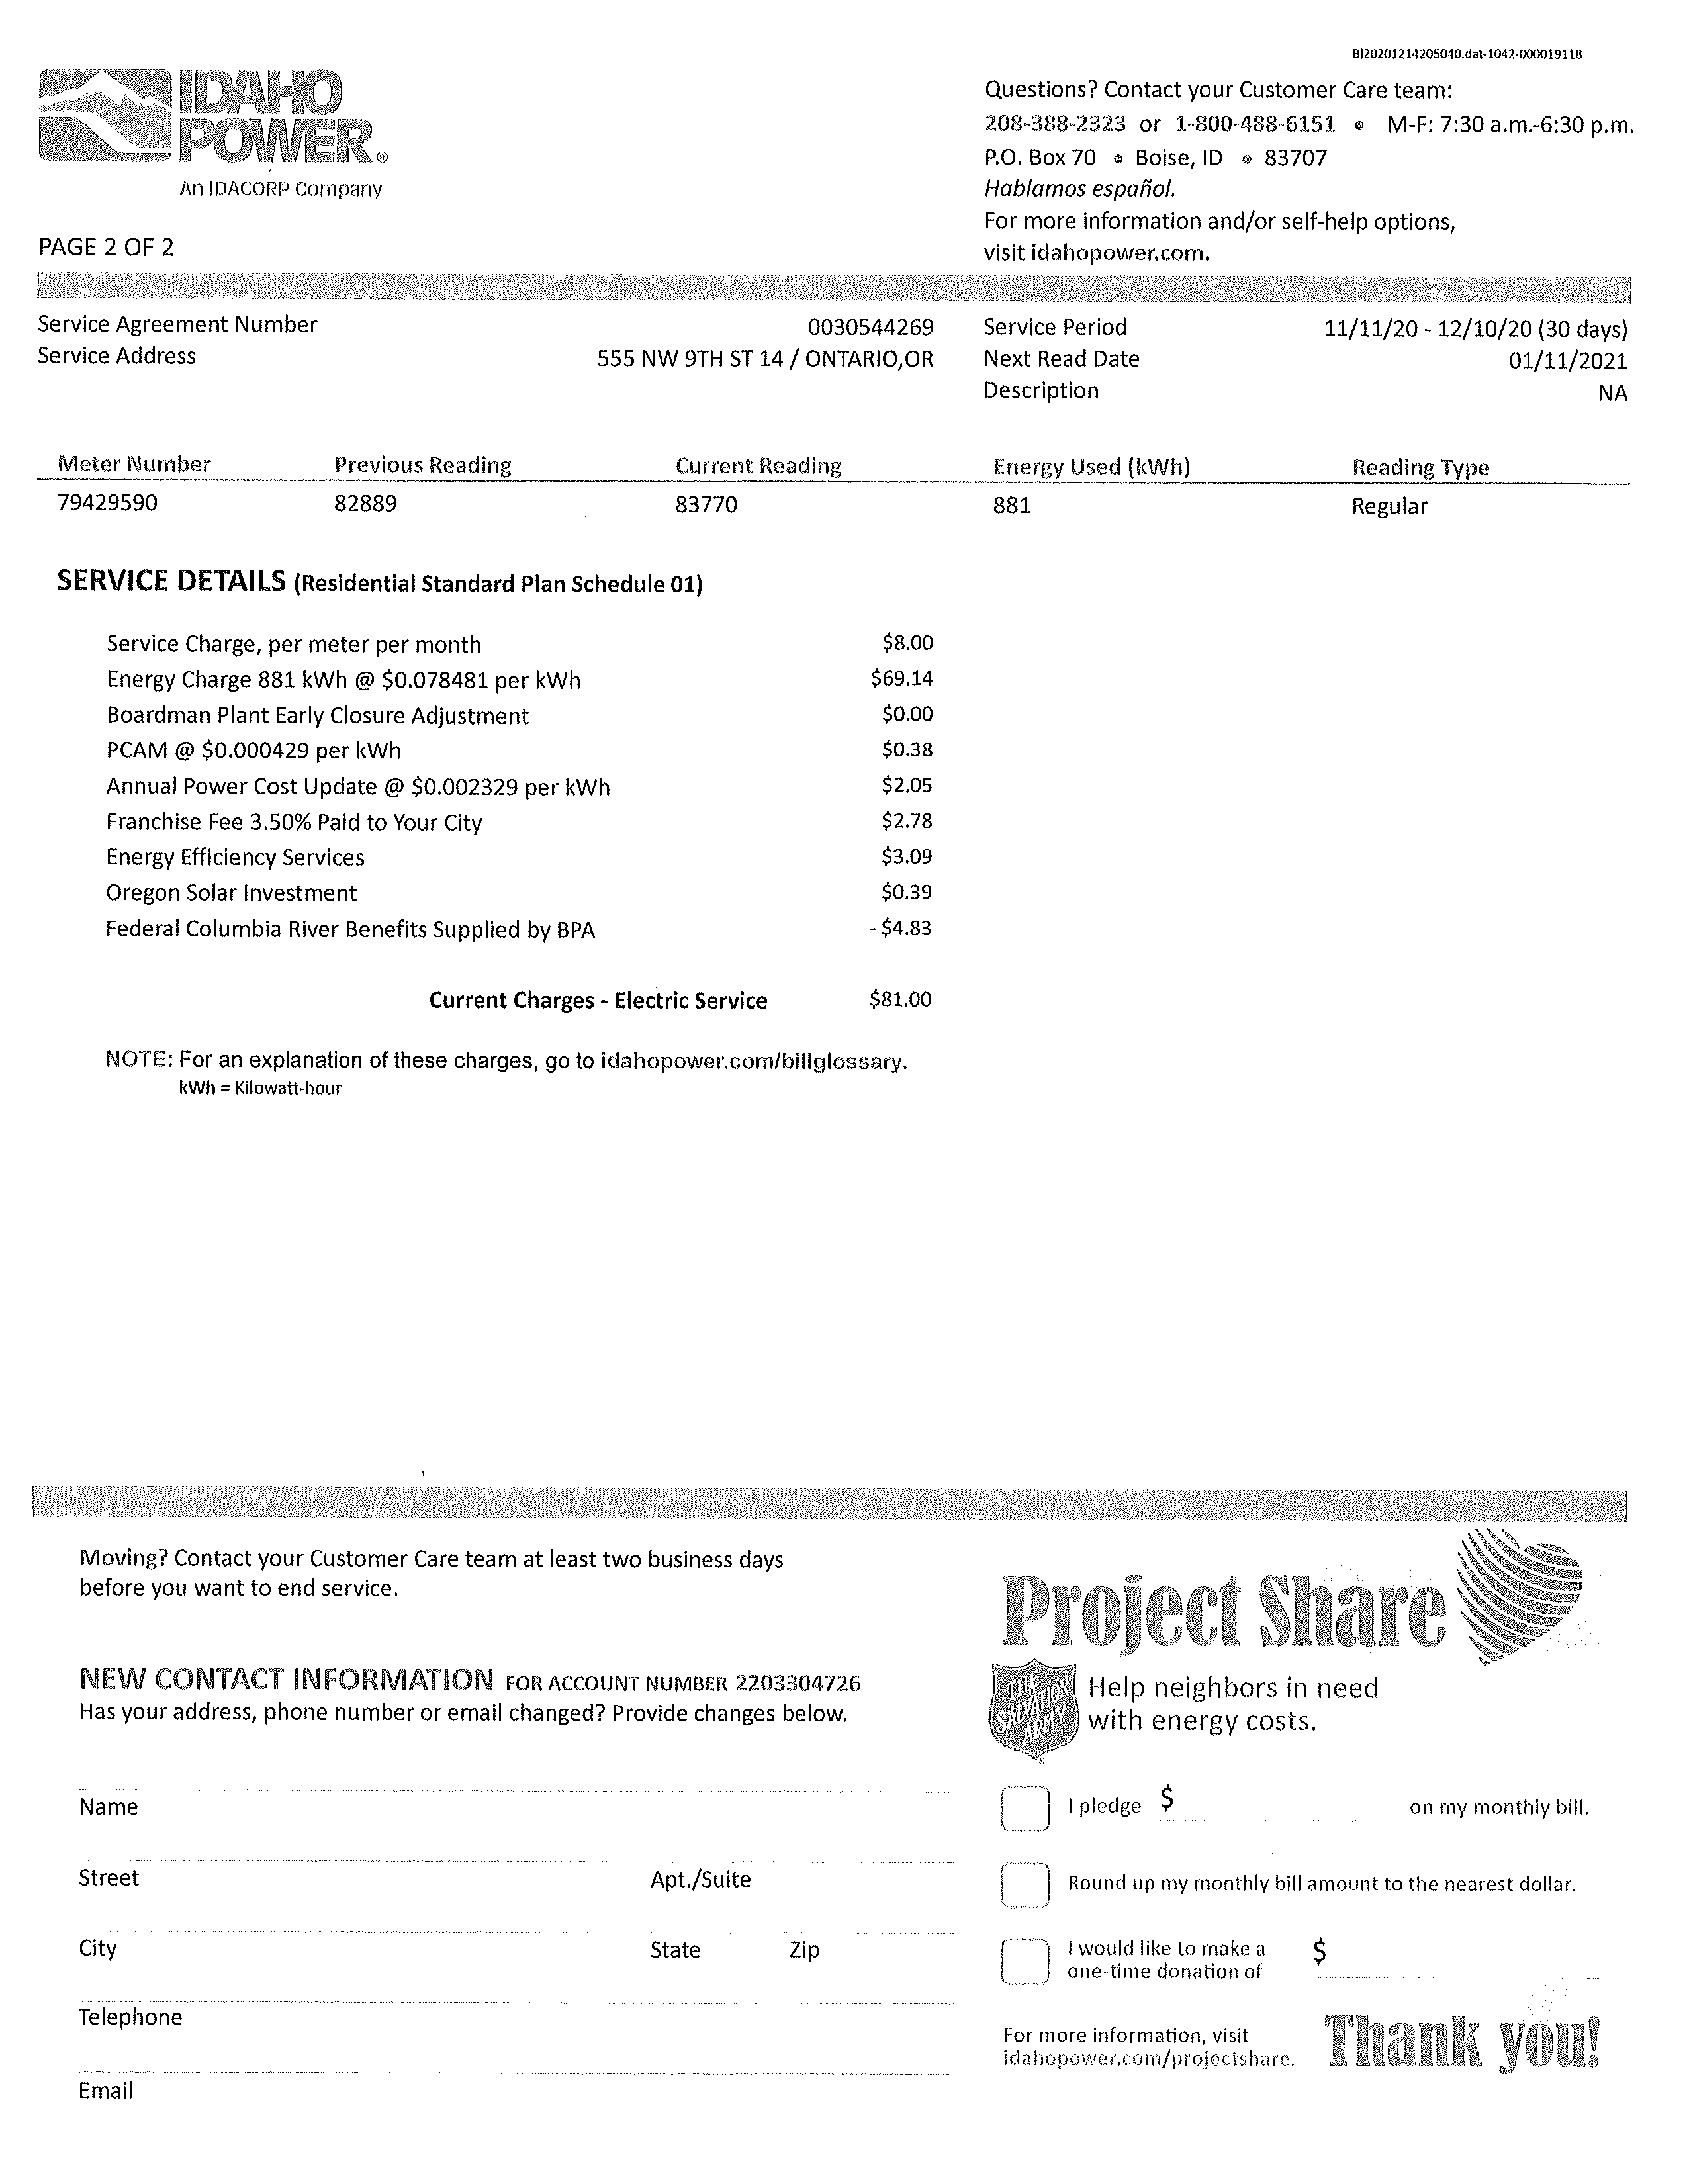 BI20201214205040.dat-1042-000019118
IDAHO
POWER®
An IDACORP Company
PAGE 2 OF 2
Questions? Contact your Customer Care team:
208-388-2323 or 1-800-488-6151 • M-F: 7:30 a.m.-6:30 p.m.
P.O. Box 70 • Boise, ID • 83707
Hablamos español.
For more information and/or self-help options,
visit idahopower.com.
Service Agreement Number 0030544269
Service Address 555 NW 9TH ST 14 / ONTARIO,OR
Service Period 11/11/20 - 12/10/20 (30 days)
Next Read Date 01/11/2021
Description NA
Meter Number Previous Reading Current Reading Energy Used (kWh) Reading Type
79429590 82889 83770 881 Regular
SERVICE DETAILS (Residential Standard Plan Schedule 01)
Service Charge, per meter per month $8.00
Energy Charge 881 kWh @ $0.078481 per kWh $69.14
Boardman Plant Early Closure Adjustment $0.00
PCAM @ $0.000429 per kWh $0.38
Annual Power Cost Update @ $0.002329 per kWh $2.05
Franchise Fee 3.50% Paid to Your City $2.78
Energy Efficiency Services $3.09
Oregon Solar Investment $0.39
Federal Columbia River Benefits Supplied by BPA - $4.83
Current Charges - Electric Service $81.00
NOTE: For an explanation of these charges, go to idahopower.com/billglossary.
kWh = Kilowatt-hour
Moving? Contact your Customer Care team at least two business days
before you want to end service.
NEW CONTACT INFORMATION FOR ACCOUNT NUMBER 2203304726
Has your address, phone number or email changed? Provide changes below.
Name
Street Apt./Suite
City State Zip
Telephone
Email
Project Share
THE
SALVATION
ARMY
Help neighbors in need
with energy costs.
I pledge $ on my monthly bill.
Round up my monthly bill amount to the nearest dollar.
I would like to make a $
one-time donation of
For more information, visit
idahopower.com/projectshare.
Thank you!